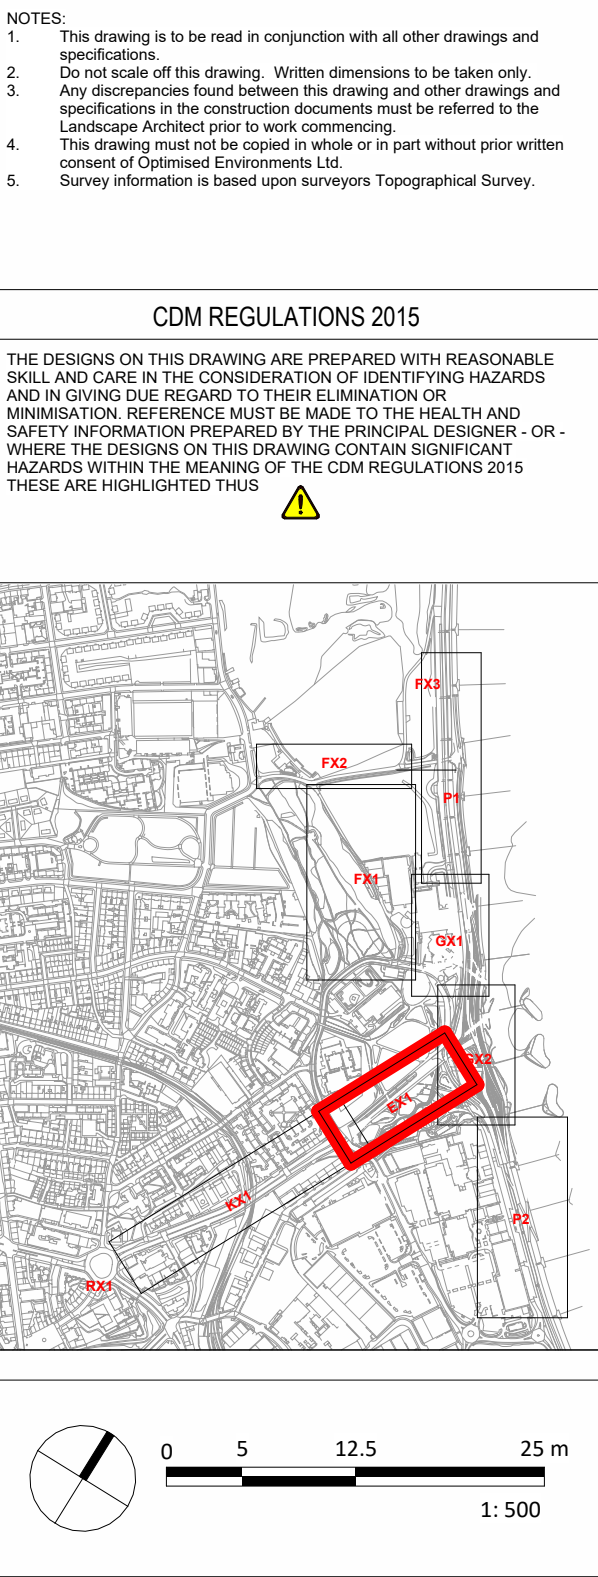 NOTES:
1. This drawing is to be read in conjunction with all other drawings and
specifications.
2. Do not scale off this drawing. Written dimensions to be taken only.
3. Any discrepancies found between this drawing and other drawings and
specifications in the construction documents must be referred to the
Landscape Architect prior to work commencing.
4. This drawing must not be copied in whole or in part without prior written
consent of Optimised Environments Ltd.
5. Survey information is based upon surveyors Topographical Survey.
CDM REGULATIONS 2015
THE DESIGNS ON THIS DRAWING ARE PREPARED WITH REASONABLE
SKILL AND CARE IN THE CONSIDERATION OF IDENTIFYING HAZARDS
AND IN GIVING DUE REGARD TO THEIR ELIMINATION OR
MINIMISATION. REFERENCE MUST BE MADE TO THE HEALTH AND
SAFETY INFORMATION PREPARED BY THE PRINCIPAL DESIGNER - OR -
WHERE THE DESIGNS ON THIS DRAWING CONTAIN SIGNIFICANT
HAZARDS WITHIN THE MEANING OF THE CDM REGULATIONS 2015
THESE ARE HIGHLIGHTED THUS
!
FX3
FX2
P1
FX1
GX1
GX2
EX1
KX1
P2
RX1
0 5 12.5 25 m
1: 500